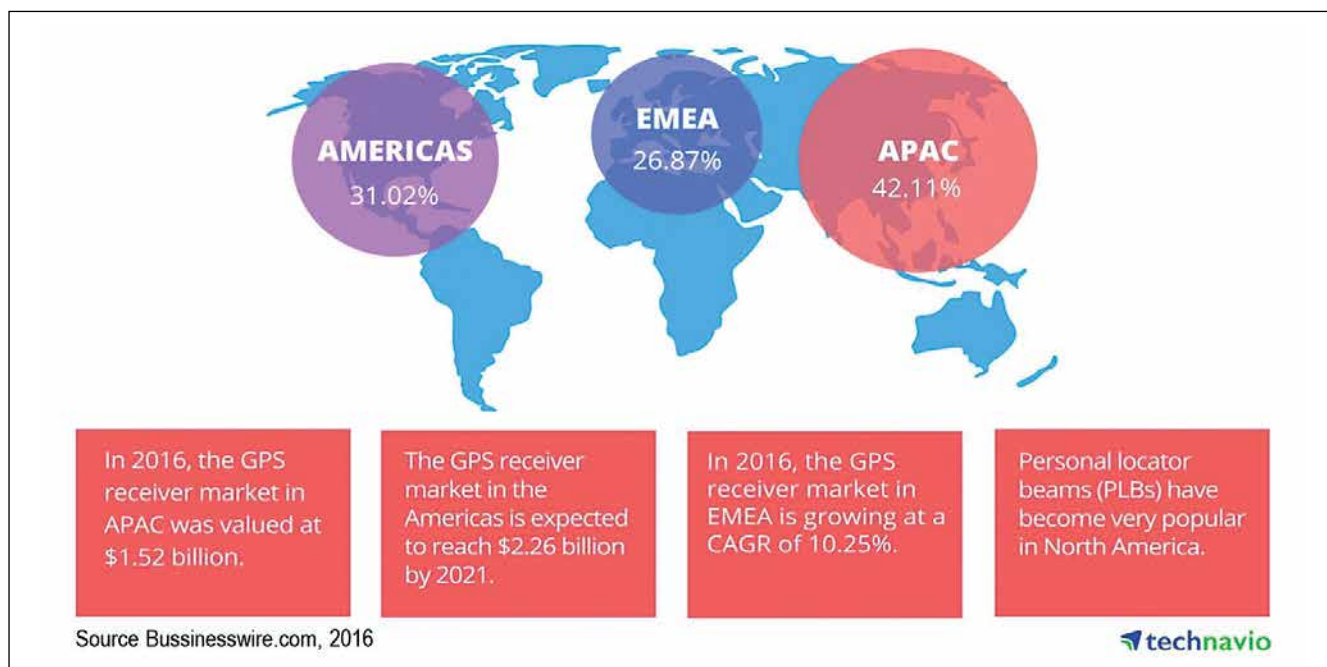 AMERICAS
31.02%
EMEA
26.87%
APAC
42.11%
In 2016, the GPS
receiver market in
APAC was valued at
$1.52 billion.
The GPS receiver
market in the
Americas is expected
to reach $2.26 billion
by 2021.
In 2016, the GPS
receiver market in
EMEA is growing at a
CAGR of 10.25%.
Personal locator
beams (PLBs) have
become very popular
in North America.
Source Bussinesswire.com, 2016
technavio